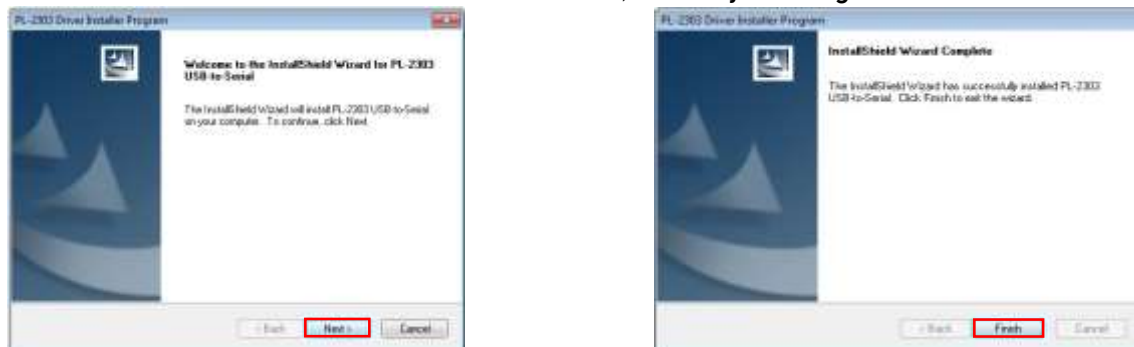 PL-2303 Driver Installer Program
Welcome to the InstallShield Wizard for PL-2303
USB-to-Serial
The InstallShield Wizard will install PL-2303 USB-to-Serial
on your computer. To continue, click Next.
< Back
Next >
Cancel
PL-2303 Driver Installer Program
InstallShield Wizard Complete
The InstallShield Wizard has successfully installed PL-2303
USB-to-Serial. Click Finish to exit the wizard.
< Back
Finish
Cancel